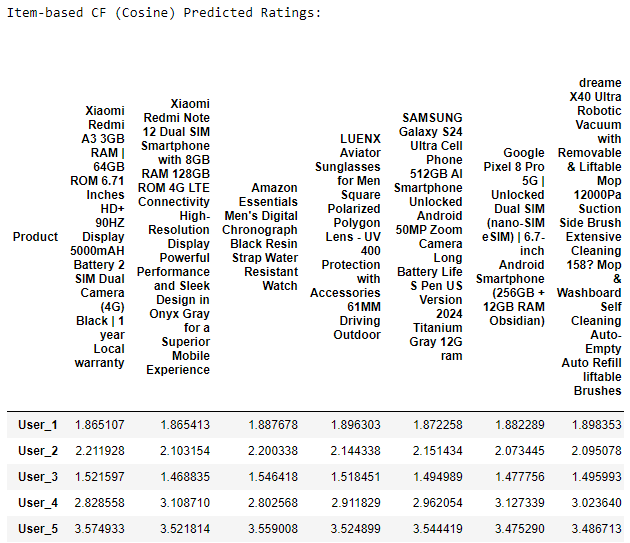 Item-based CF (Cosine) Predicted Ratings:
Product
Xiaomi
Redmi
A3 3GB
RAM |
64GB
ROM 6.71
Inches
HD+
90HZ
Display
5000mAH
Battery 2
SIM Dual
Camera
(4G)
Black | 1
year
Local
warranty
Xiaomi
Redmi Note
12 Dual SIM
Smartphone
with 8GB
RAM 128GB
ROM 4G LTE
Connectivity
High-
Resolution
Display
Powerful
Performance
and Sleek
Design in
Onyx Gray
for a
Superior
Mobile
Experience
Amazon
Essentials
Men's Digital
Chronograph
Black Resin
Strap Water
Resistant
Watch
LUENX
Aviator
Sunglasses
for Men
Square
Polarized
Polygon
Lens - UV
400
Protection
with
Accessories
61MM
Driving
Outdoor
SAMSUNG
Galaxy S24
Ultra Cell
Phone
512GB AI
Smartphone
Unlocked
Android
50MP Zoom
Camera
Long
Battery Life
S Pen US
Version
2024
Titanium
Gray 12G
ram
Google
Pixel 8 Pro
5G |
Unlocked
Dual SIM
(nano-SIM
eSIM) | 6.7-
inch
Android
Smartphone
(256GB +
12GB RAM
Obsidian)
dreame
X40 Ultra
Robotic
Vacuum
with
Removable
& Liftable
Mop
12000Pa
Suction
Side Brush
Extensive
Cleaning
158? Mop
&
Washboard
Self
Cleaning
Auto-
Empty
Auto Refill
liftable
Brushes
User_1 1.865107 1.865413 1.887678 1.896303 1.872258 1.882289 1.898353
User_2 2.211928 2.103154 2.200338 2.144338 2.151434 2.073445 2.095078
User_3 1.521597 1.468835 1.546418 1.518451 1.494989 1.477756 1.495993
User_4 2.828558 3.108710 2.802568 2.911829 2.962054 3.127339 3.023640
User_5 3.574933 3.521814 3.559008 3.524899 3.544419 3.475290 3.486713